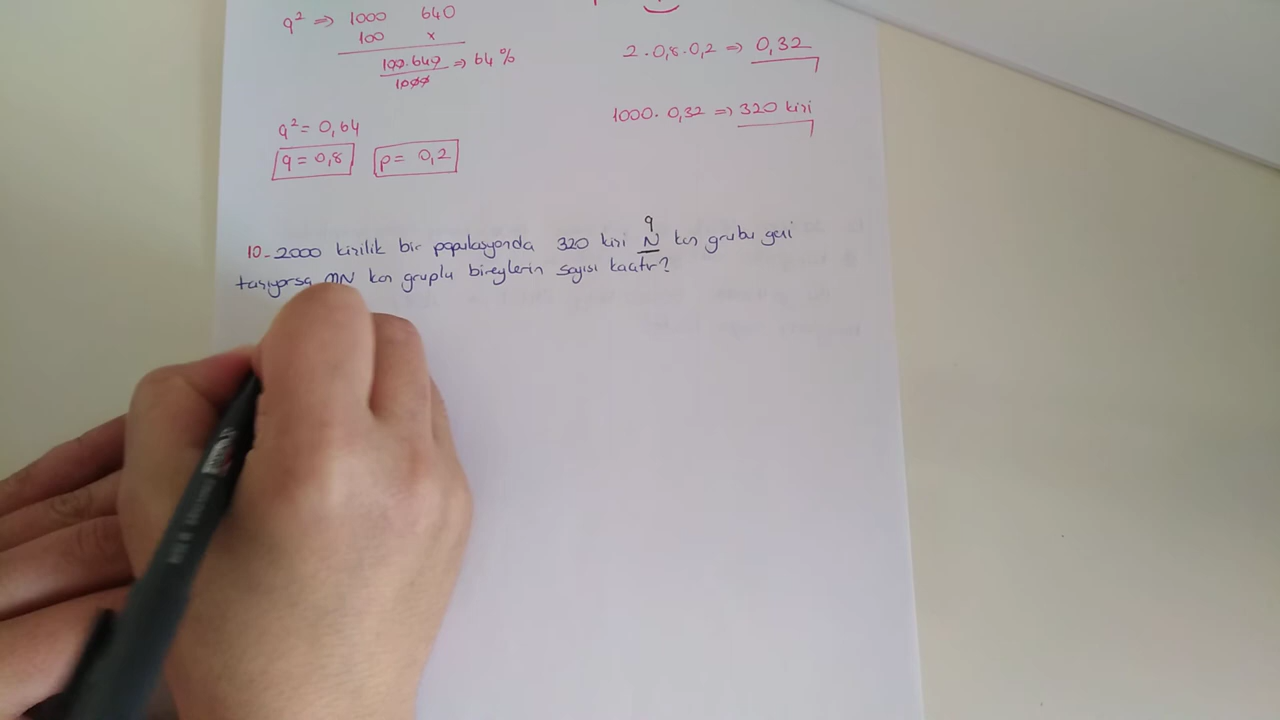 q² ⇒ 1000 640
100 x
2.0,8.0,2 ⇒ 0,32
100.640 ⇒ 64 %
1000
1000. 0,32 ⇒ 320 kişi
q² = 0,64
q = 0,8 p = 0,2
q
10- 2000 kişilik bir populasyonda 320 kişi N kan grubu geni
taşıyorsa MN kan gruplu bireylerin sayısı kaçtır?